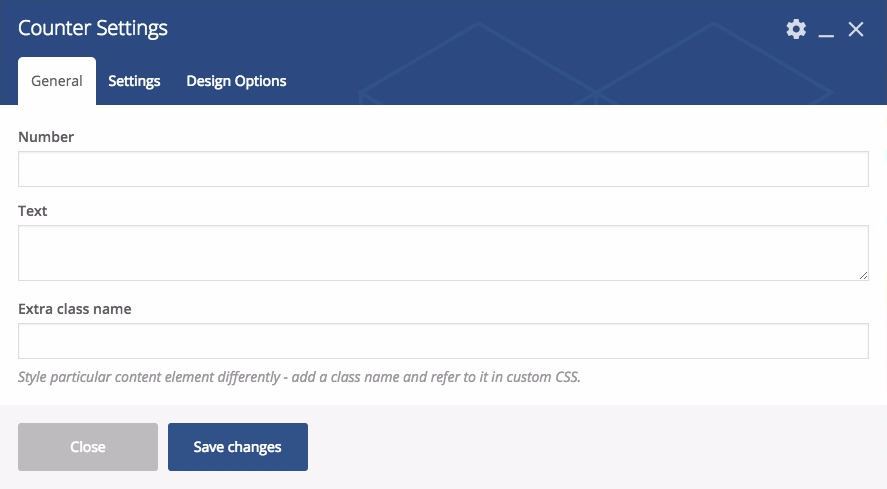 Counter Settings
General Settings Design Options
Number
Text
Extra class name
Style particular content element differently - add a class name and refer to it in custom CSS.
Close Save changes